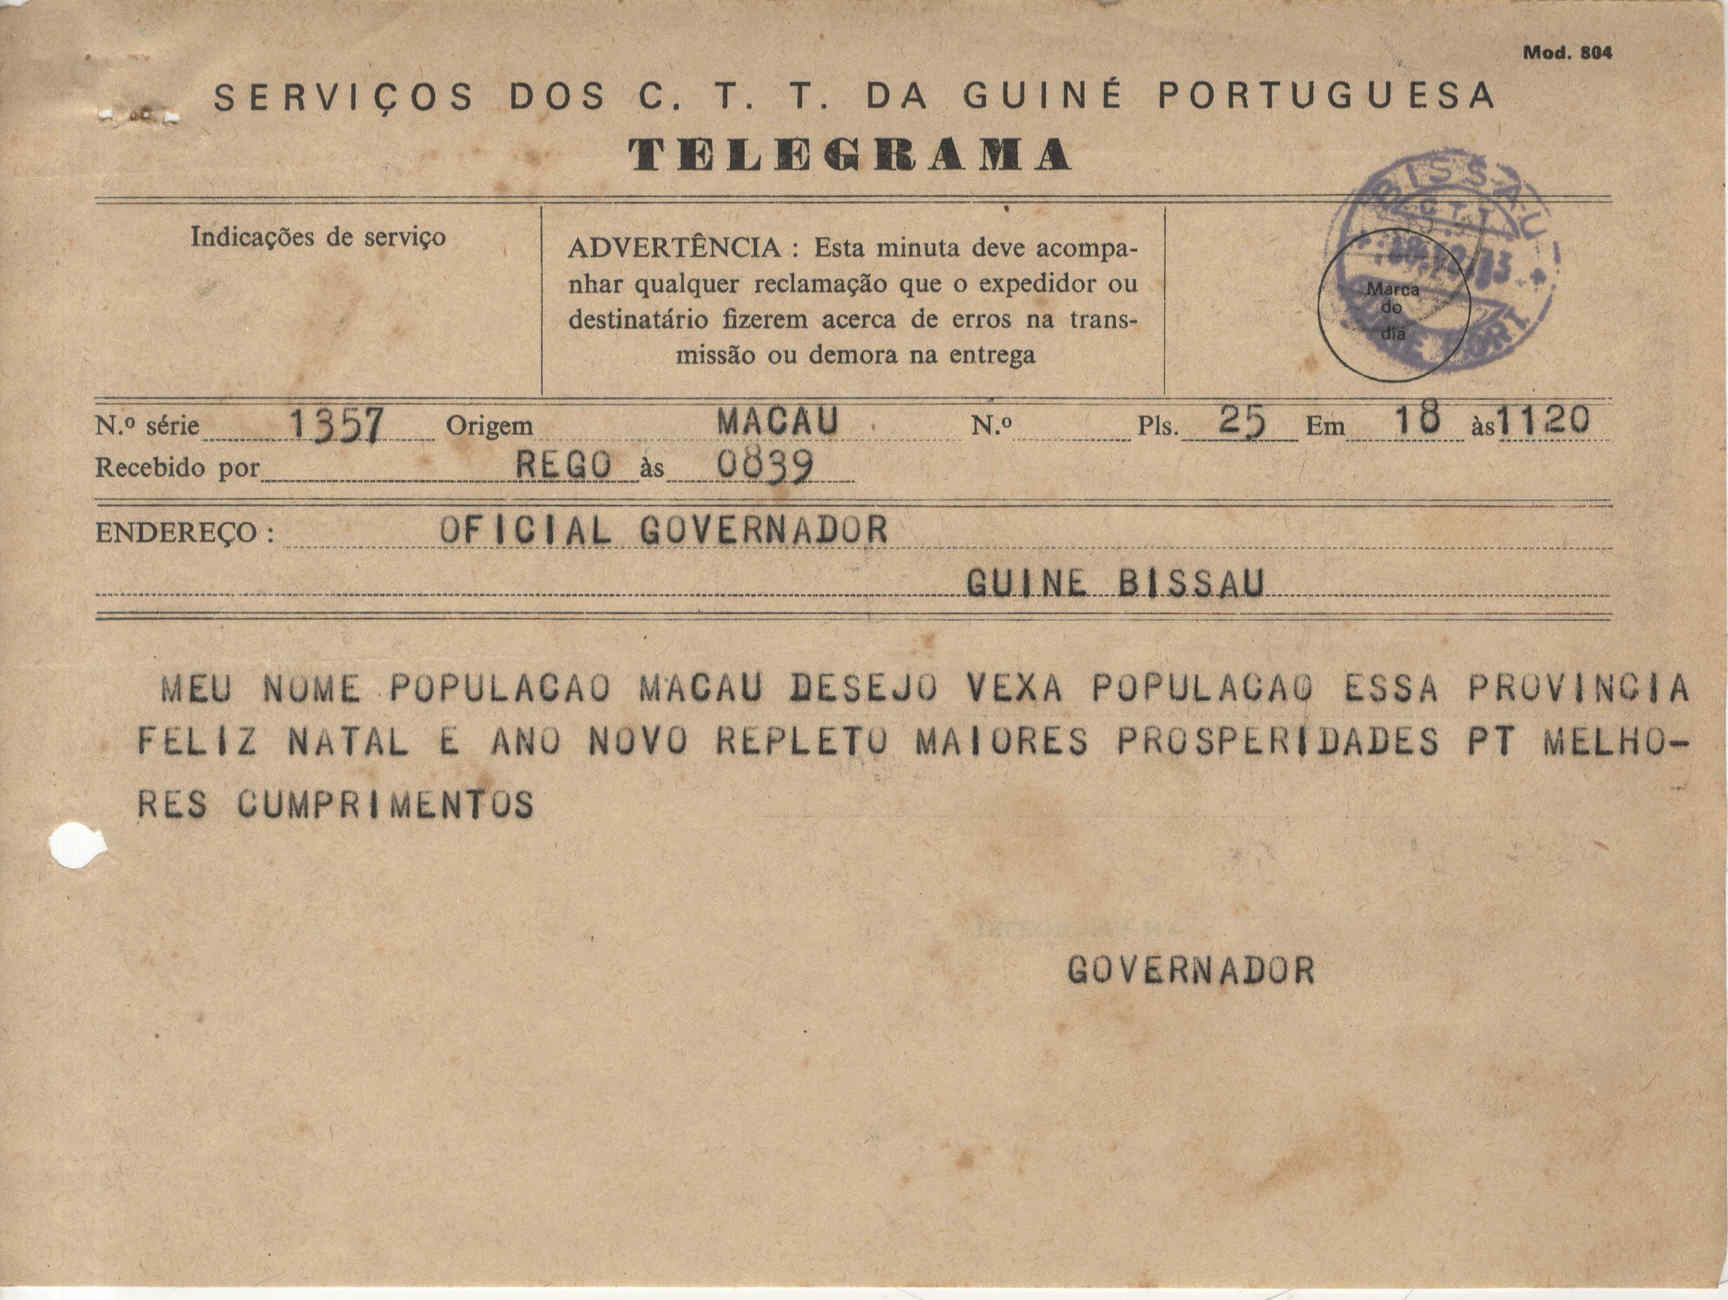 Mod. 804
SERVIÇOS DOS C. T. T. DA GUINÉ PORTUGUESA
TELEGRAMA
Indicações de serviço
ADVERTÊNCIA : Esta minuta deve acompa-
nhar qualquer reclamação que o expedidor ou
destinatário fizerem acerca de erros na trans-
missão ou demora na entrega
BISSAU
C.T.T.
Marca
do
dia
PORT.
N.º série 1357 Origem MACAU N.º Pls. 25 Em 18 às 1120
Recebido por REGO às 0839
ENDEREÇO : OFICIAL GOVERNADOR
GUINE BISSAU
MEU NOME POPULACAO MACAU DESEJO VEXA POPULACAO ESSA PROVINCIA
FELIZ NATAL E ANO NOVO REPLETO MAIORES PROSPERIDADES PT MELHO-
RES CUMPRIMENTOS
GOVERNADOR